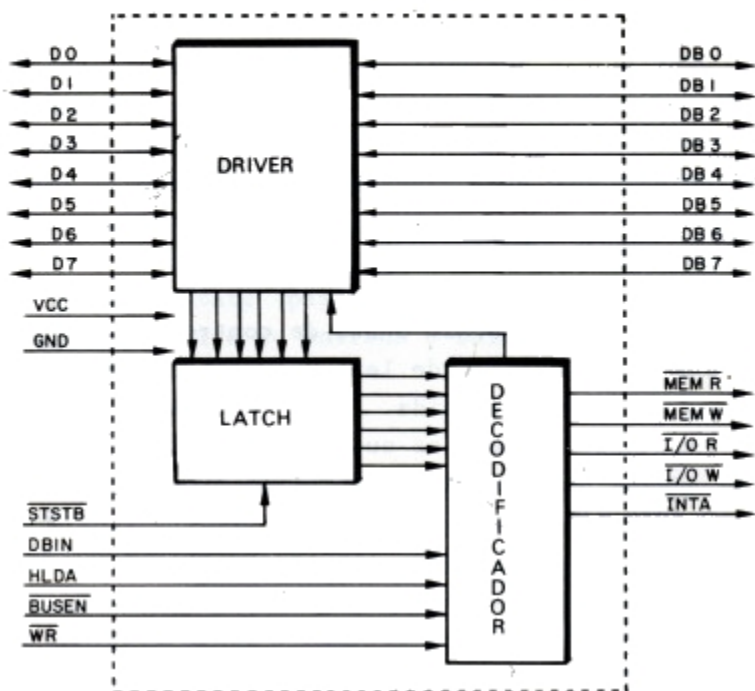 D0
D1
D2
D3
D4
D5
D6
D7
DRIVER
DB 0
DB 1
DB 2
DB 3
DB 4
DB 5
DB 6
DB 7
VCC
GND
LATCH
DECODIFICADOR
MEM R
MEM W
I/O R
I/O W
INTA
STSTB
DBIN
HLDA
BUSEN
WR